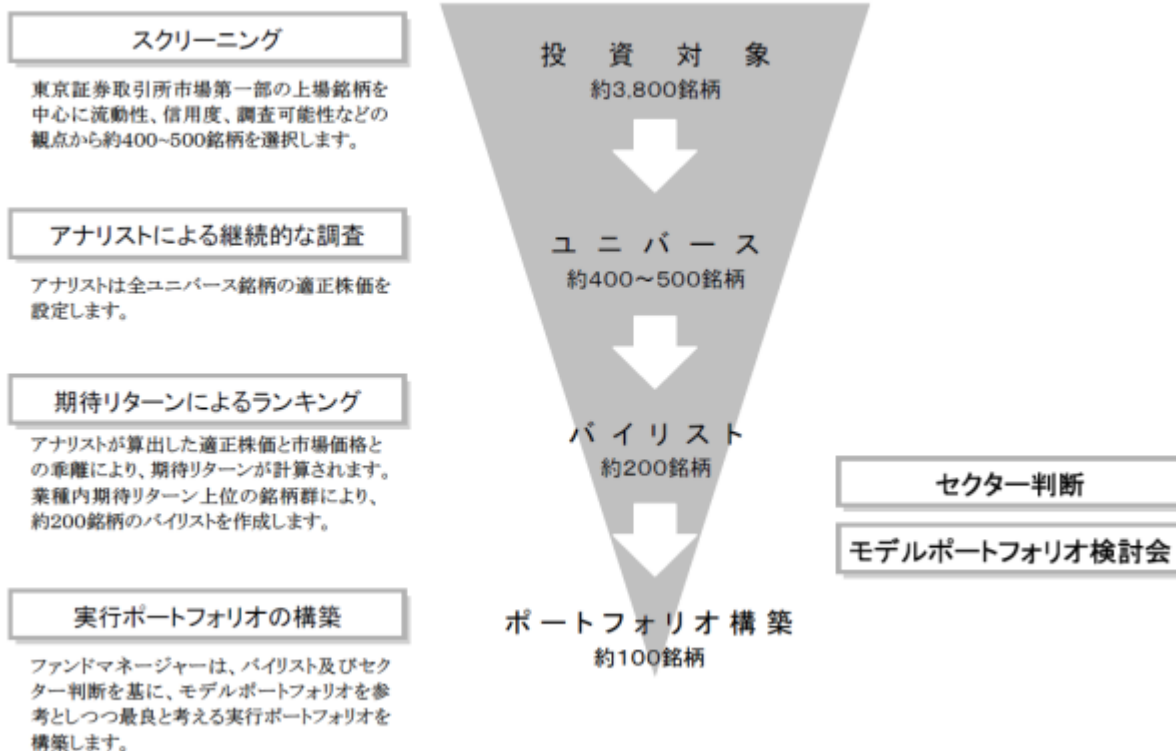 スクリーニング
東京証券取引所市場第一部の上場銘柄を
中心に流動性、信用度、調査可能性などの
観点から約400~500銘柄を選択します。
アナリストによる継続的な調査
アナリストは全ユニバース銘柄の適正株価を
設定します。
期待リターンによるランキング
アナリストが算出した適正株価と市場価格と
の乖離により、期待リターンが計算されます。
業種内期待リターン上位の銘柄群により、
約200銘柄のバイリストを作成します。
実行ポートフォリオの構築
ファンドマネージャーは、バイリスト及びセク
ター判断を基に、モデルポートフォリオを参
考としつつ最良と考える実行ポートフォリオを
構築します。
投資対象
約3,800銘柄
ユニバース
約400～500銘柄
バイリスト
約200銘柄
ポートフォリオ構築
約100銘柄
セクター判断
モデルポートフォリオ検討会